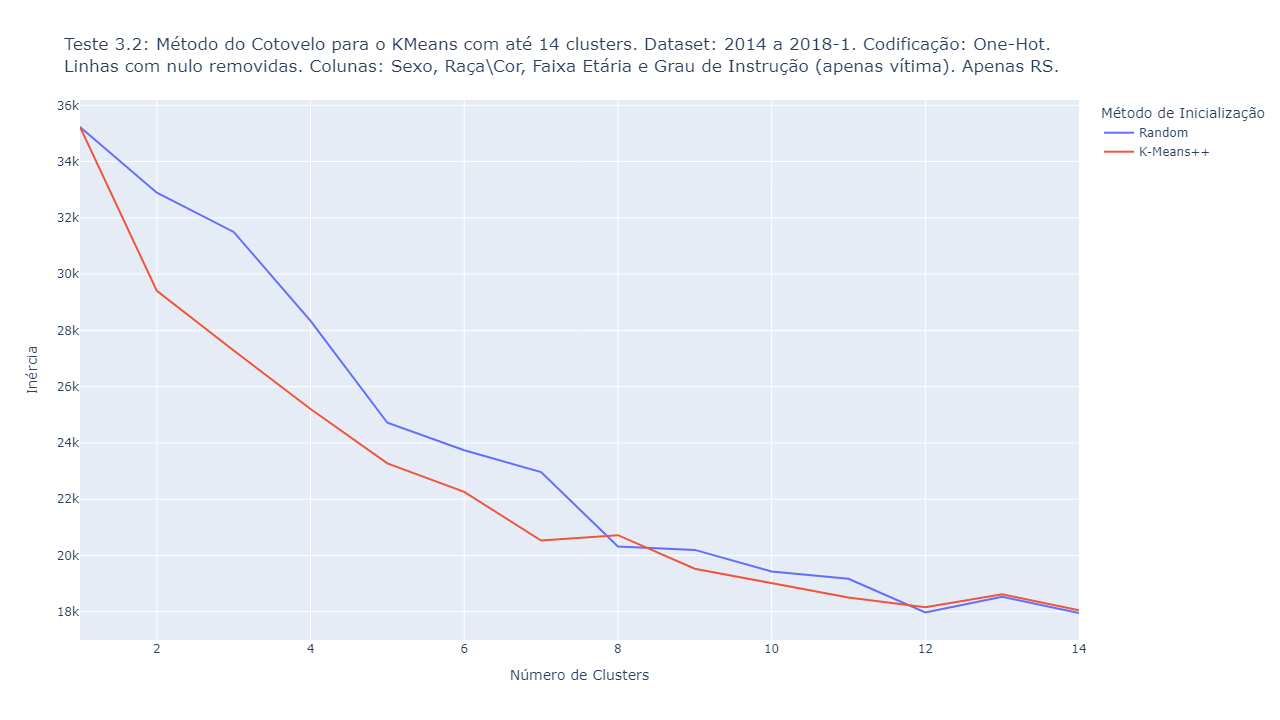 Teste 3.2: Método do Cotovelo para o KMeans com até 14 clusters. Dataset: 2014 a 2018-1. Codificação: One-Hot.
Linhas com nulo removidas. Colunas: Sexo, Raça\Cor, Faixa Etária e Grau de Instrução (apenas vítima). Apenas RS.
Método de Inicialização
Random
K-Means++
36k
34k
32k
30k
28k
26k
24k
22k
20k
18k
Inércia
2
4
6
8
10
12
14
Número de Clusters